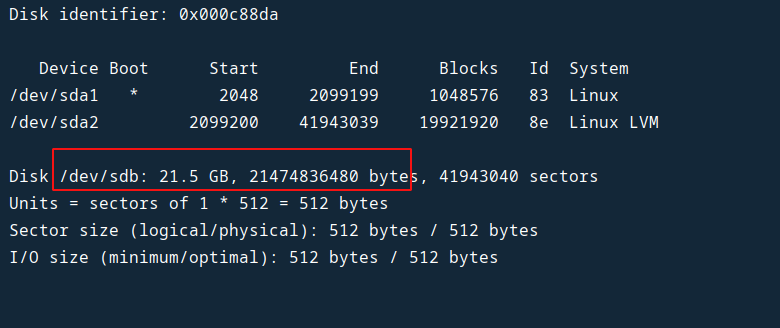 Disk identifier: 0x000c88da
Device Boot Start End Blocks Id System
/dev/sda1 * 2048 2099199 1048576 83 Linux
/dev/sda2 2099200 41943039 19921920 8e Linux LVM
Disk /dev/sdb: 21.5 GB, 21474836480 bytes, 41943040 sectors
Units = sectors of 1 * 512 = 512 bytes
Sector size (logical/physical): 512 bytes / 512 bytes
I/O size (minimum/optimal): 512 bytes / 512 bytes